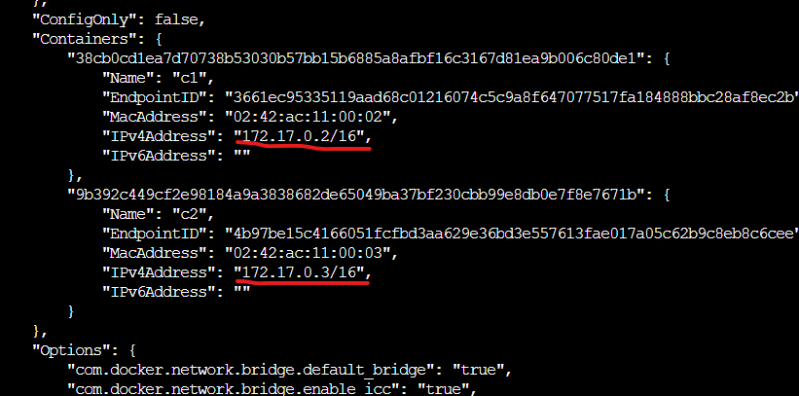 "ConfigOnly": false,
"Containers": {
"38cb0cd1ea7d70738b53030b57bb15b6885a8afbf16c3167d81ea9b006c80de1": {
"Name": "c1",
"EndpointID": "3661ec95335119aad68c01216074c5c9a8f647077517fa184888bbc28af8ec2b"
"MacAddress": "02:42:ac:11:00:02",
"IPv4Address": "172.17.0.2/16",
"IPv6Address": ""
},
"9b392c449cf2e98184a9a3838682de65049ba37bf230cbb99e8db0e7f8e7671b": {
"Name": "c2",
"EndpointID": "4b97be15c4166051fcfbd3aa629e36bd3e557613fae017a05c62b9c8eb8c6cee"
"MacAddress": "02:42:ac:11:00:03",
"IPv4Address": "172.17.0.3/16",
"IPv6Address": ""
}
},
"Options": {
"com.docker.network.bridge.default_bridge": "true",
"com.docker.network.bridge.enable_icc": "true",